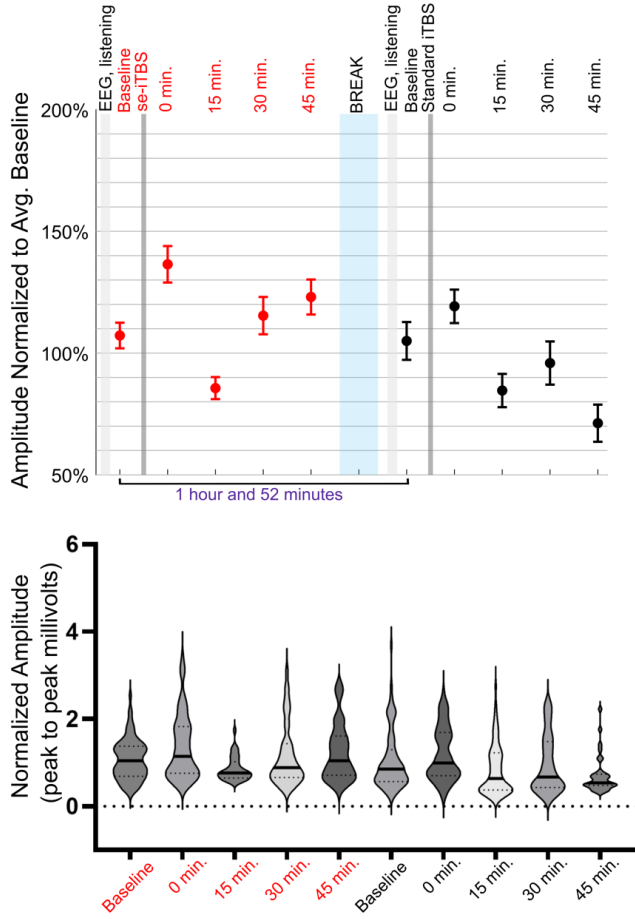 EEG, listening
Baseline
se-iTBS
0 min.
15 min.
30 min.
45 min.
BREAK
EEG, listening
Baseline
Standard iTBS
0 min.
15 min.
30 min.
45 min.
Amplitude Normalized to Avg. Baseline
200%
150%
100%
50%
1 hour and 52 minutes
Normalized Amplitude
(peak to peak millivolts)
6
4
2
0
Baseline
0 min.
15 min.
30 min.
45 min.
Baseline
0 min.
15 min.
30 min.
45 min.